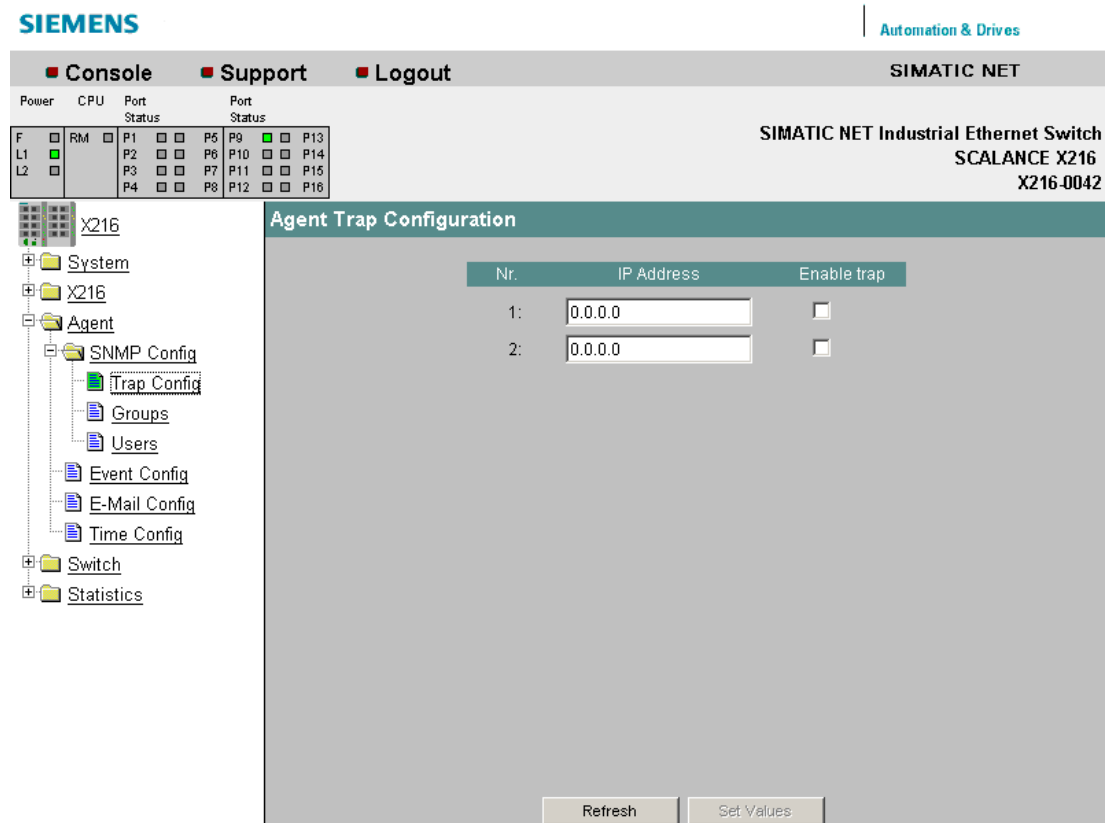 SIEMENS
Automation & Drives
Console Support Logout SIMATIC NET
Power CPU Port Status Port Status
F RM P1 P5 P9 P13
L1 P2 P6 P10 P14
L2 P3 P7 P11 P15
P4 P8 P12 P16
SIMATIC NET Industrial Ethernet Switch
SCALANCE X216
X216-0042
X216
System
X216
Agent
SNMP Config
Trap Config
Groups
Users
Event Config
E-Mail Config
Time Config
Switch
Statistics
Agent Trap Configuration
Nr. IP Address Enable trap
1: 0.0.0.0
2: 0.0.0.0
Refresh Set Values